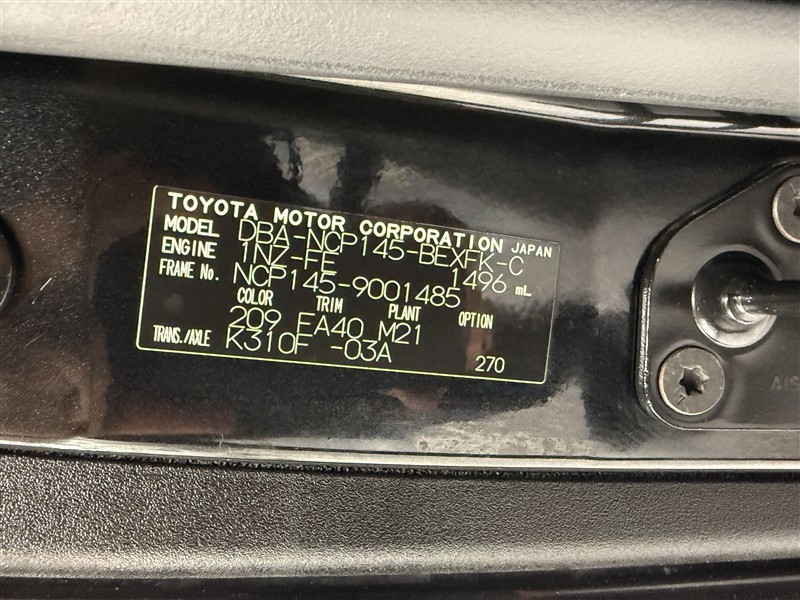 TOYOTA MOTOR CORPORATION JAPAN
MODEL DBA-NCP145-BEXFK-C
ENGINE 1NZ-FE 1496 mL
FRAME No. NCP145-9001485
COLOR TRIM PLANT OPTION
209 FA40 M21
TRANS./AXLE K310F -03A 270